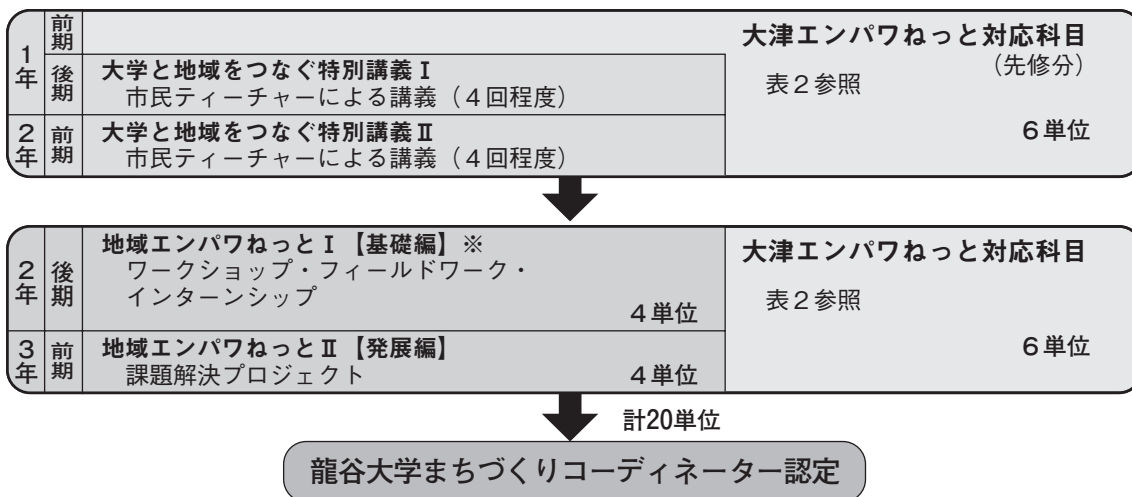 1年
前期
大津エンパワねっと対応科目
(先修分)
表2参照
6単位
後期
大学と地域をつなぐ特別講義Ⅰ
市民ティーチャーによる講義(4回程度)
2年
前期
大学と地域をつなぐ特別講義Ⅱ
市民ティーチャーによる講義(4回程度)
2年
後期
地域エンパワねっとⅠ【基礎編】※
ワークショップ・フィールドワーク・
インターンシップ
4単位
大津エンパワねっと対応科目
表2参照
6単位
3年
前期
地域エンパワねっとⅡ【発展編】
課題解決プロジェクト
4単位
計20単位
龍谷大学まちづくりコーディネーター認定